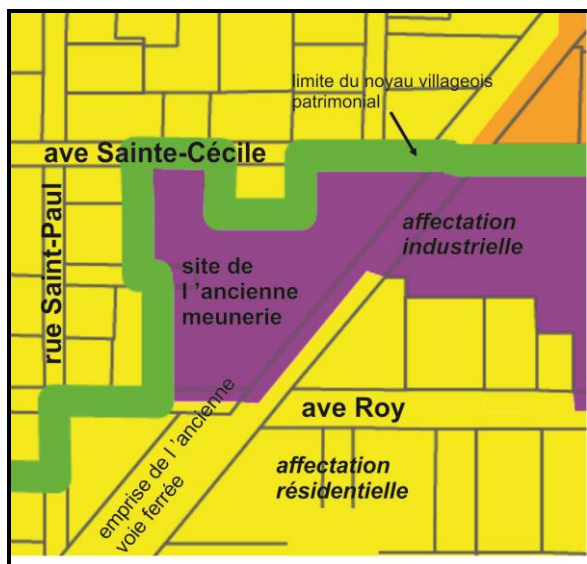 limite du noyau villageois
patrimonial
ave Sainte-Cécile
rue Saint-Paul
affectation
industrielle
site de
l 'ancienne
meunerie
ave Roy
emprise de l 'ancienne
voie ferrée
affectation
résidentielle